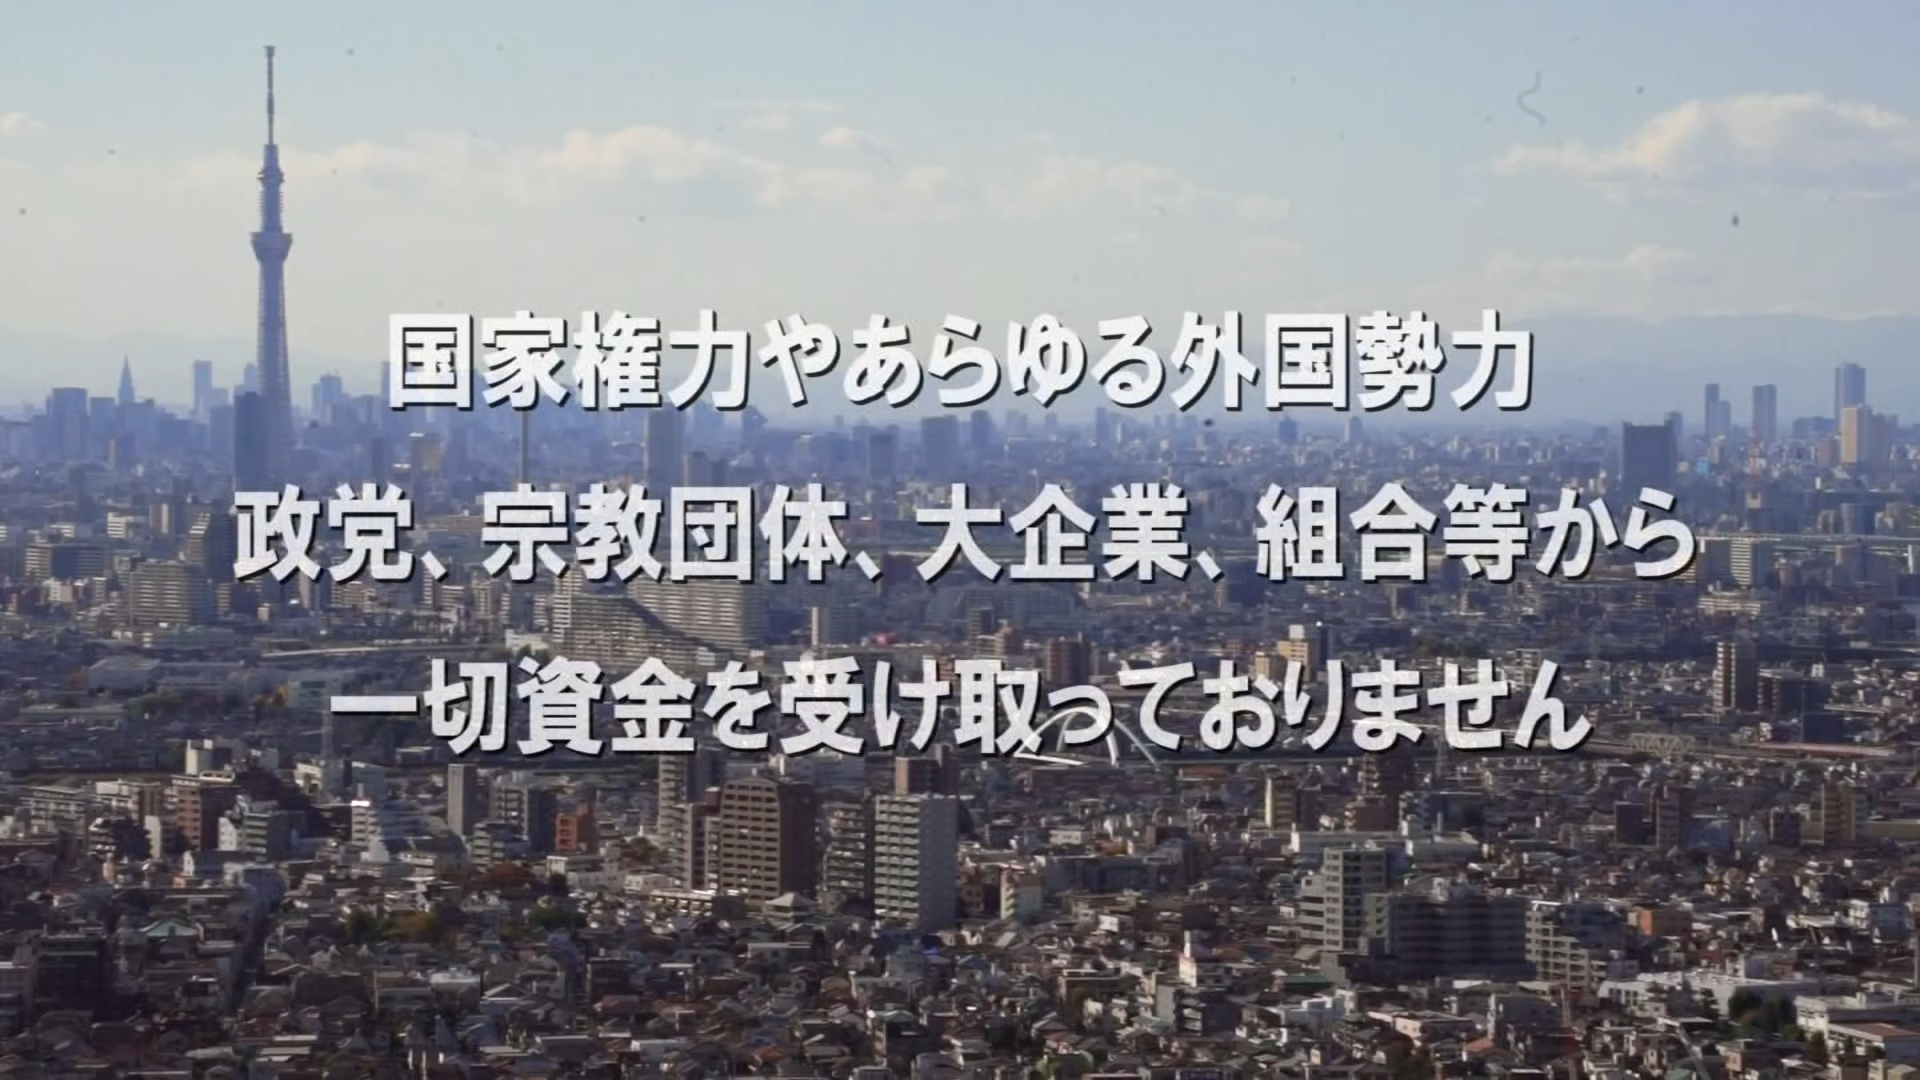 国家権力やあらゆる外国勢力
政党、宗教団体、大企業、組合等から
一切資金を受け取っておりません